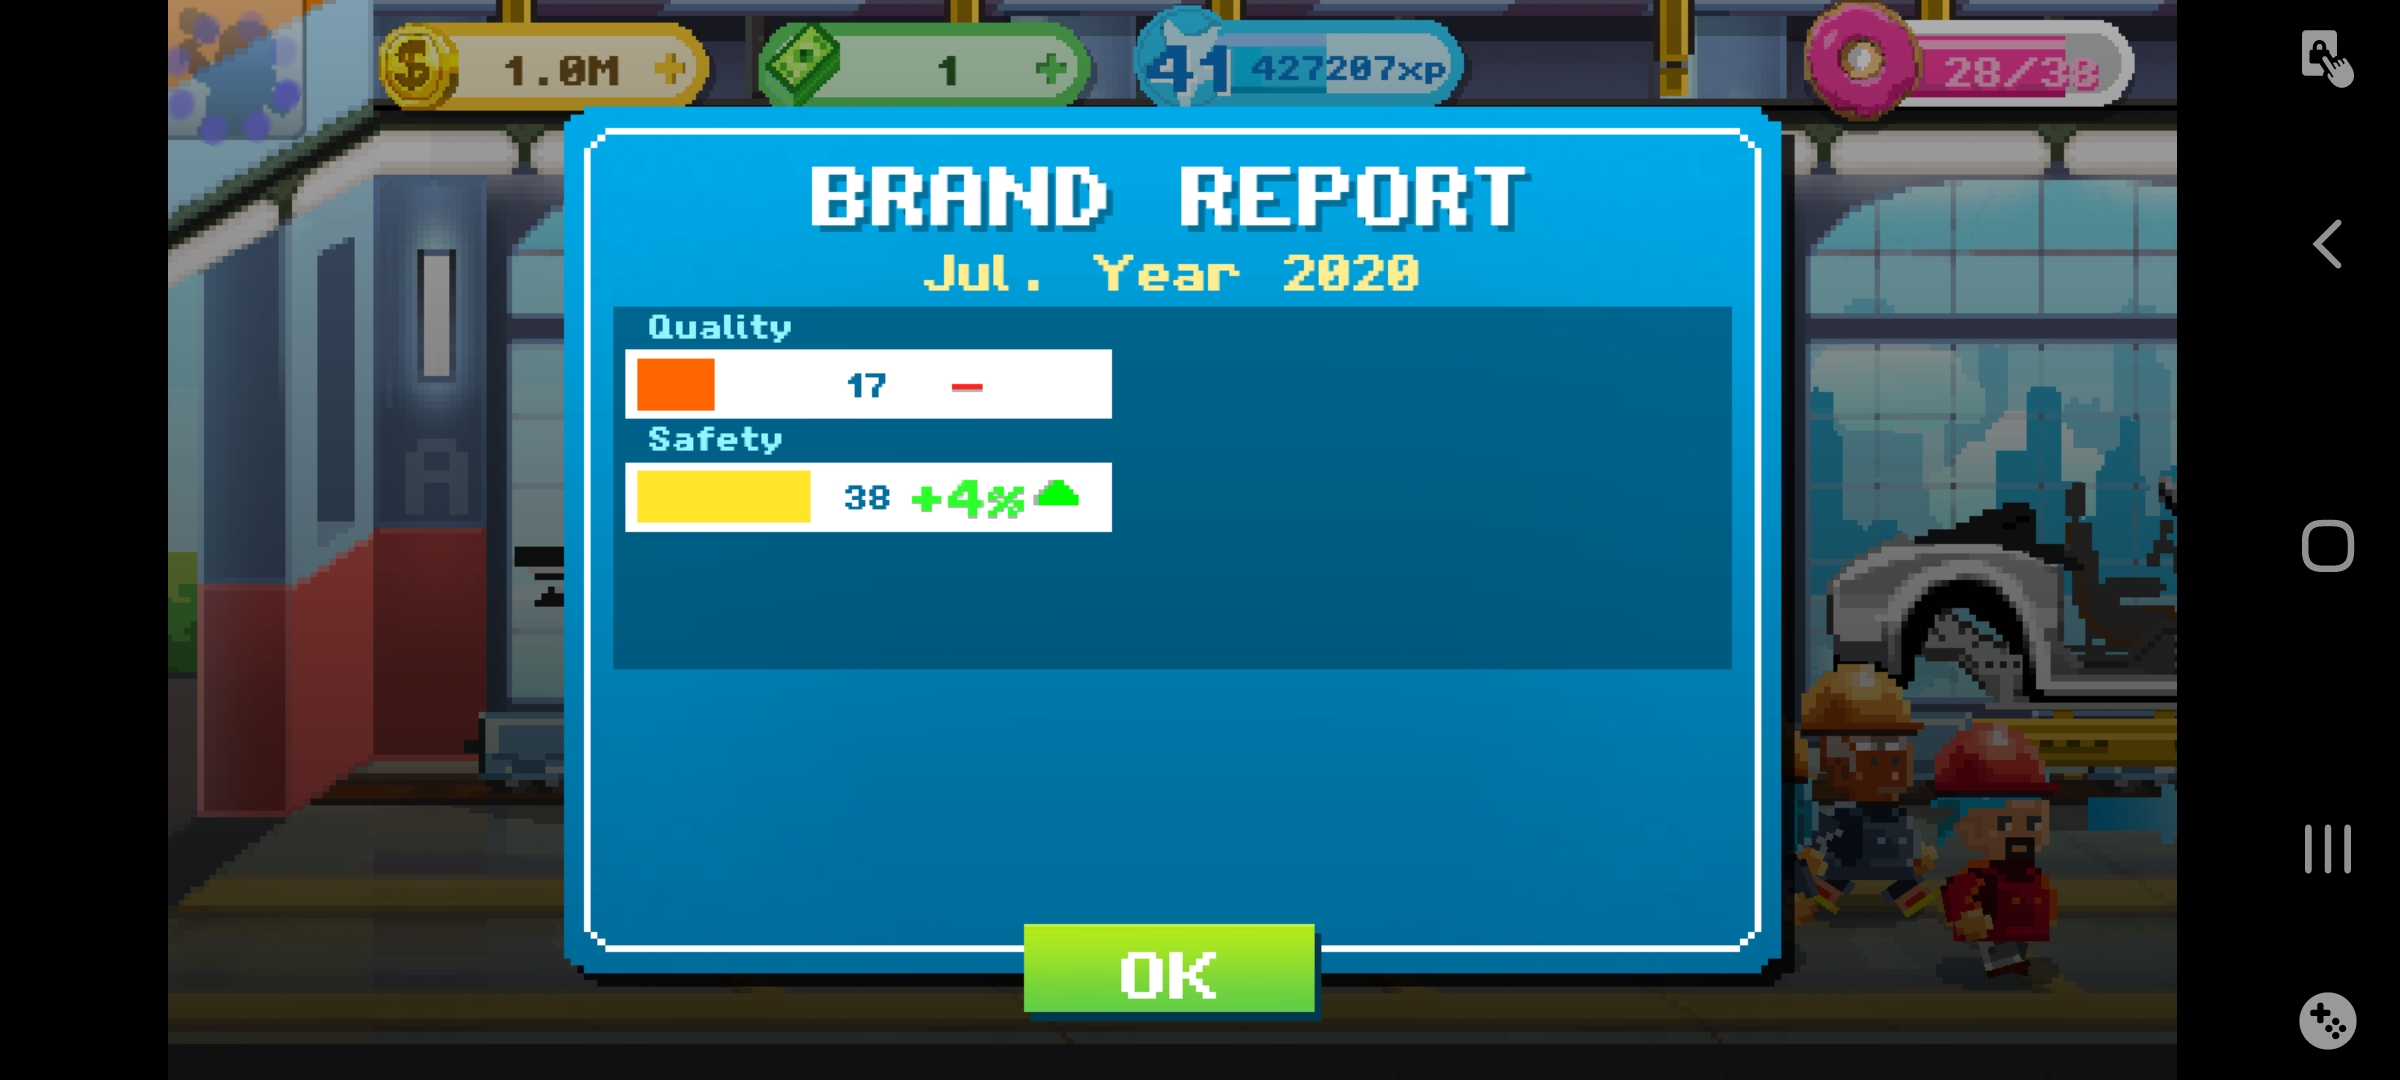 1.0M +
1 +
41 427207xp
28/38
BRAND REPORT
Jul. Year 2020
Quality
17 −
Safety
38 +4%
A
OK